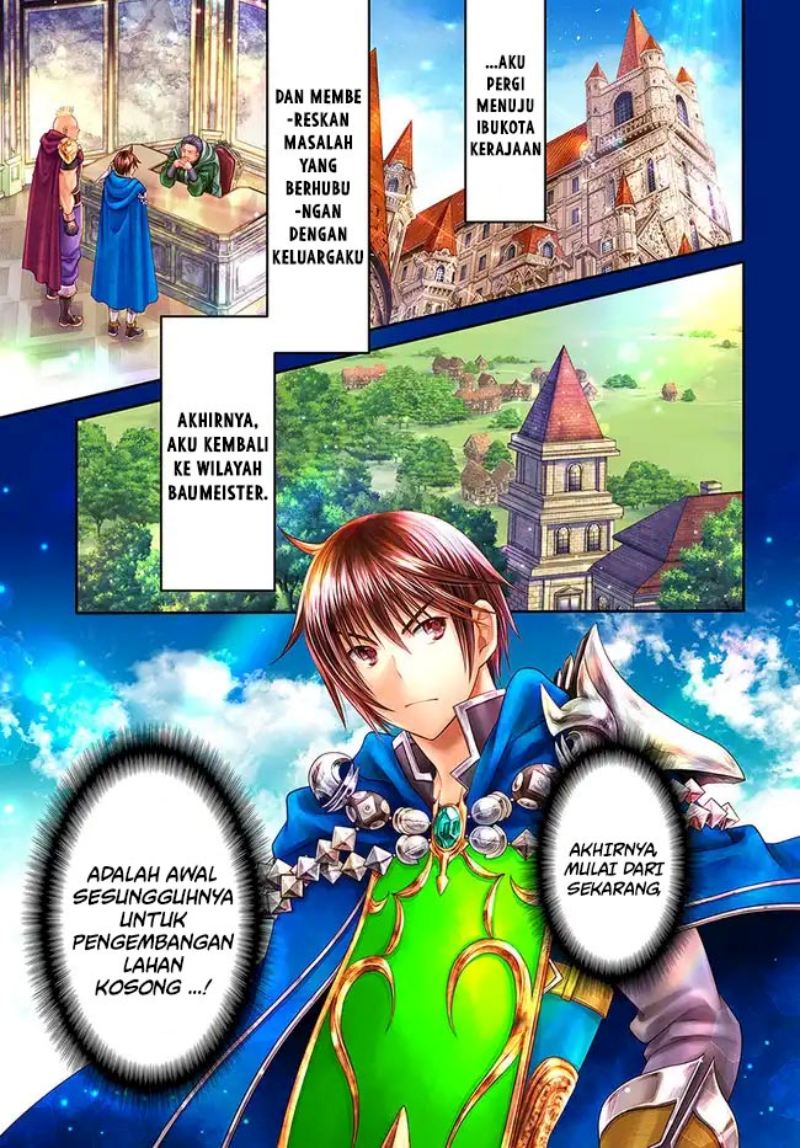 ...AKU
PERGI
MENUJU
IBUKOTA
KERAJAAN
DAN MEMBE
-RESKAN
MASALAH
YANG
BERHUBU
-NGAN
DENGAN
KELUARGAKU
AKHIRNYA,
AKU KEMBALI
KE WILAYAH
BAUMEISTER.
AKHIRNYA,
MULAI DARI
SEKARANG,
ADALAH AWAL
SESUNGGUHNYA
UNTUK
PENGEMBANGAN
LAHAN
KOSONG ...!